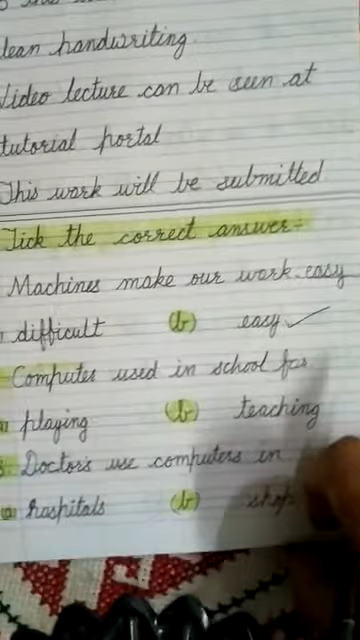 lean handwriting.
Video lecture can be seen at
tutorial portal
This work will be submitted
Tick the correct answer:-
Machines make our work easy
difficult (b) easy ✓
Computer used in school for
playing (b) teaching
Doctors use computers in
(a) hospitals (b)